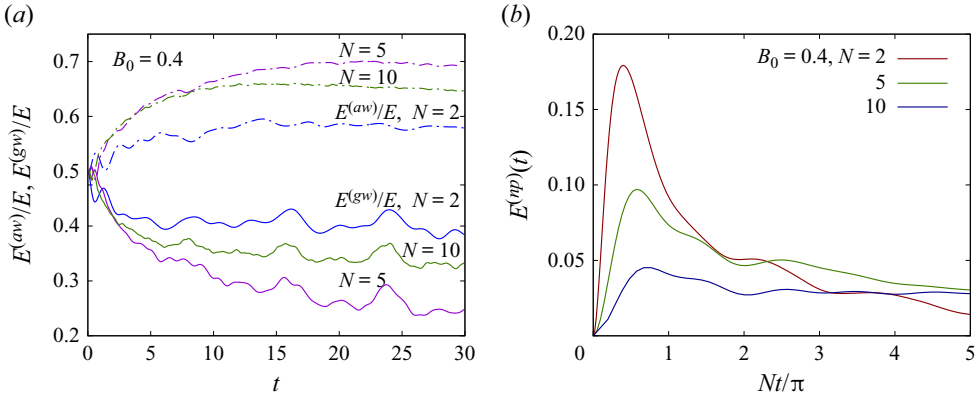 (a)
B₀ = 0.4
N = 5
N = 10
E⁽ᵃʷ⁾/E, N = 2
E⁽ᵍʷ⁾/E, N = 2
N = 10
N = 5
E⁽ᵃʷ⁾/E, E⁽ᵍʷ⁾/E
0.7
0.6
0.5
0.4
0.3
0.2
0 5 10 15 20 25 30
t
(b)
B₀ = 0.4, N = 2
5
10
E⁽ⁿᵖ⁾(t)
0.20
0.15
0.10
0.05
0 1 2 3 4 5
Nt/π